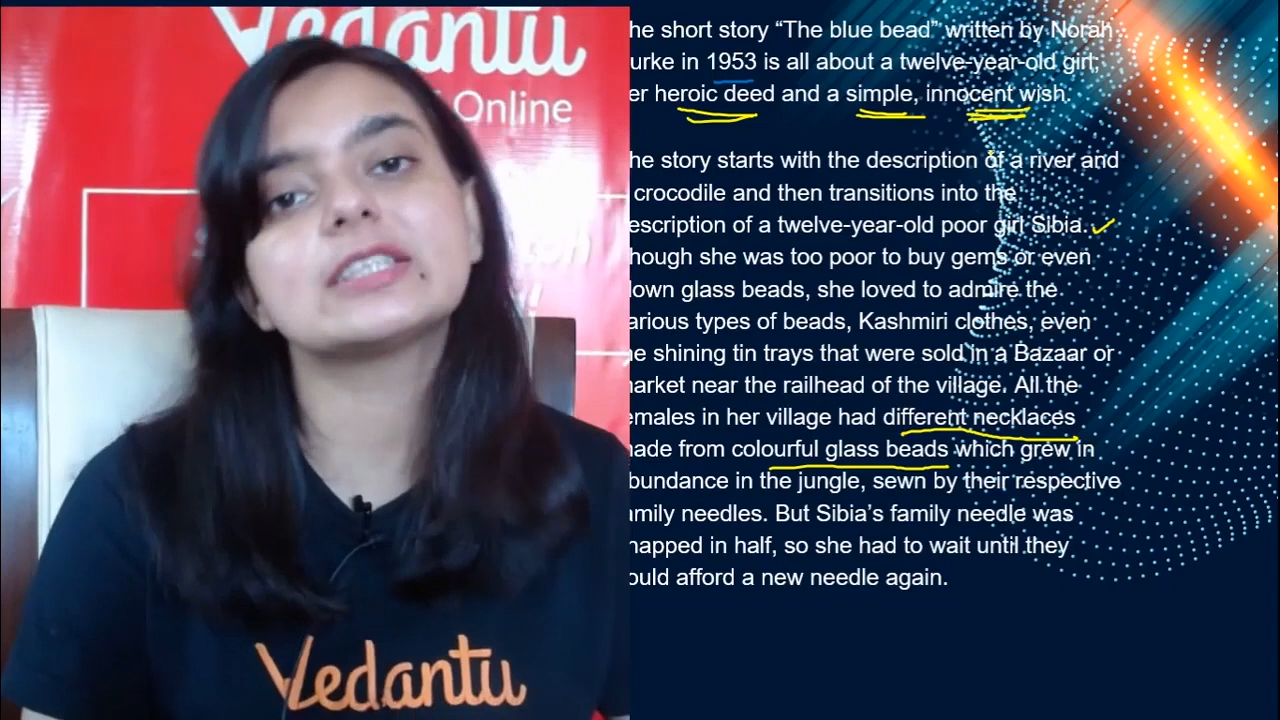 Vedantu
Online
he short story “The blue bead” written by Norah
urke in 1953 is all about a twelve-year-old girl;
er heroic deed and a simple, innocent wish.
he story starts with the description of a river and
crocodile and then transitions into the
escription of a twelve-year-old poor girl Sibia.
hough she was too poor to buy gems or even
lown glass beads, she loved to admire the
arious types of beads, Kashmiri clothes, even
he shining tin trays that were sold in a Bazaar or
arket near the railhead of the village. All the
emales in her village had different necklaces
ade from colourful glass beads which grew in
bundance in the jungle, sewn by their respective
amily needles. But Sibia’s family needle was
napped in half, so she had to wait until they
ould afford a new needle again.
Vedantu